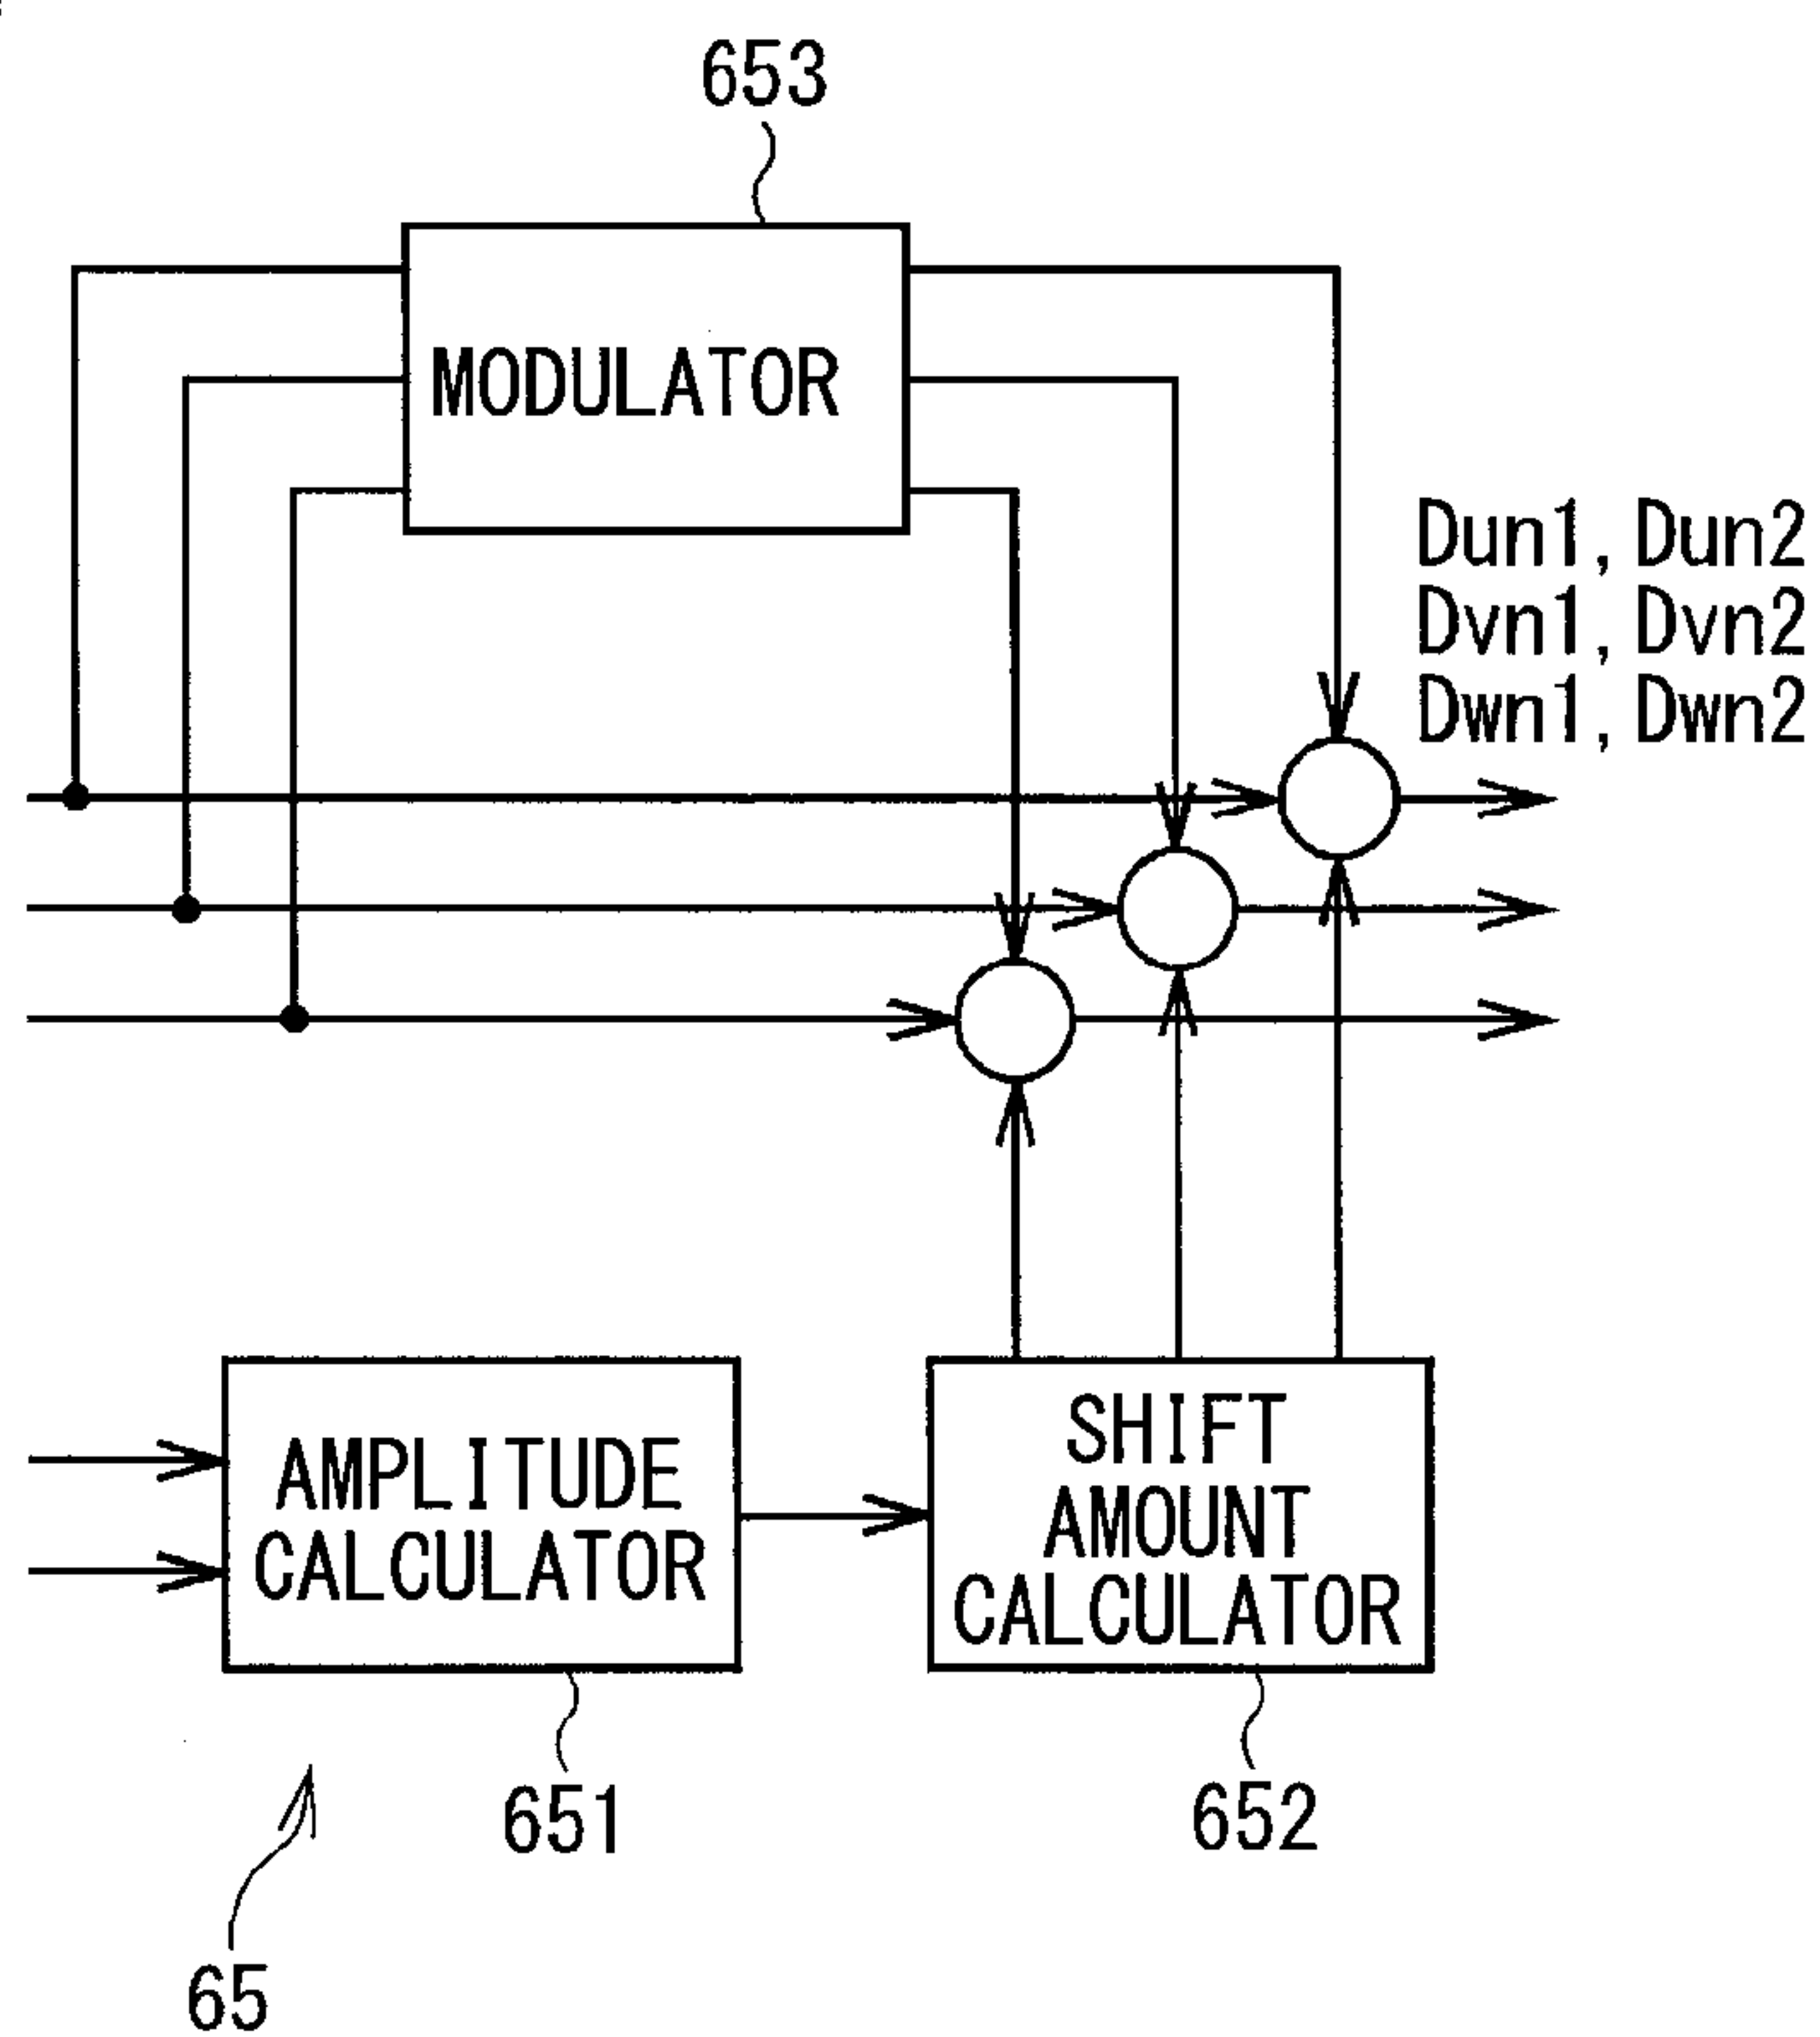 653
MODULATOR
Dun1, Dun2
Dvn1, Dvn2
Dwn1, Dwn2
AMPLITUDE
CALCULATOR
SHIFT
AMOUNT
CALCULATOR
651
652
65